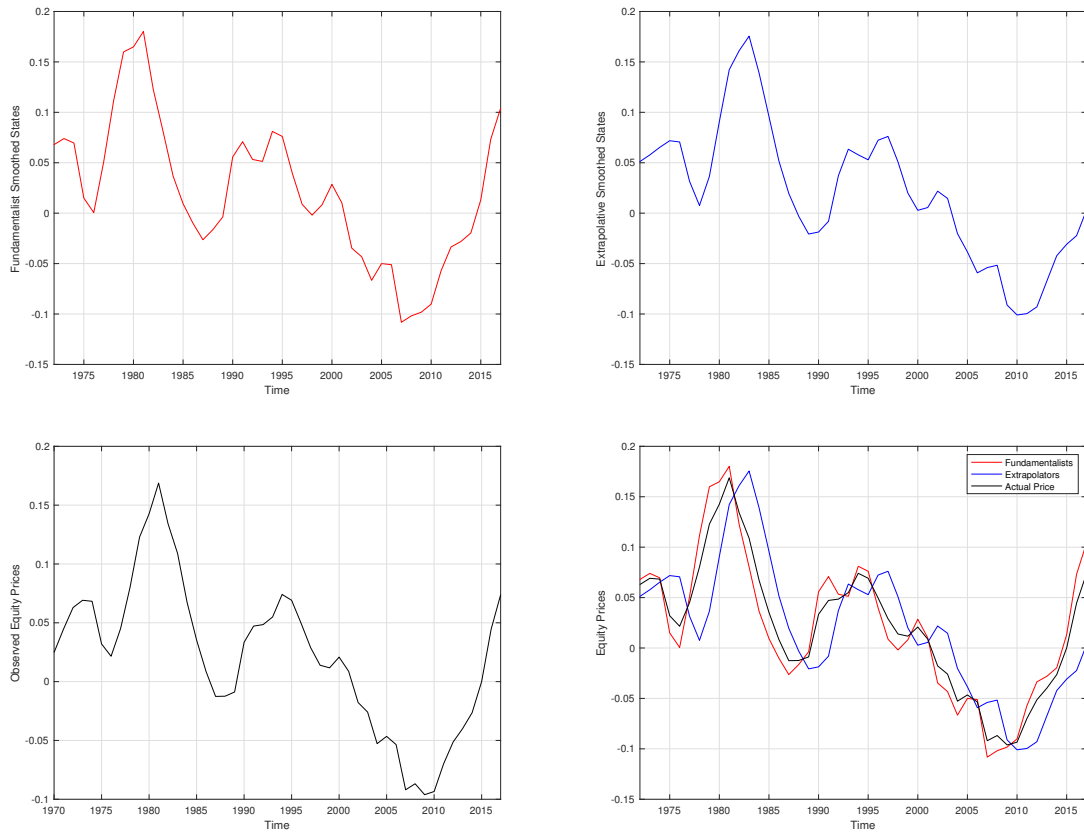 0.2
0.15
0.1
0.05
0
-0.05
-0.1
-0.15
Fundamentalist Smoothed States
1975 1980 1985 1990 1995 2000 2005 2010 2015
Time
0.2
0.15
0.1
0.05
0
-0.05
-0.1
-0.15
Extrapolative Smoothed States
1975 1980 1985 1990 1995 2000 2005 2010 2015
Time
0.2
0.15
0.1
0.05
0
-0.05
-0.1
Observed Equity Prices
1970 1975 1980 1985 1990 1995 2000 2005 2010 2015
Time
0.2
0.15
0.1
0.05
0
-0.05
-0.1
-0.15
Equity Prices
Fundamentalists
Extrapolators
Actual Price
1975 1980 1985 1990 1995 2000 2005 2010 2015
Time